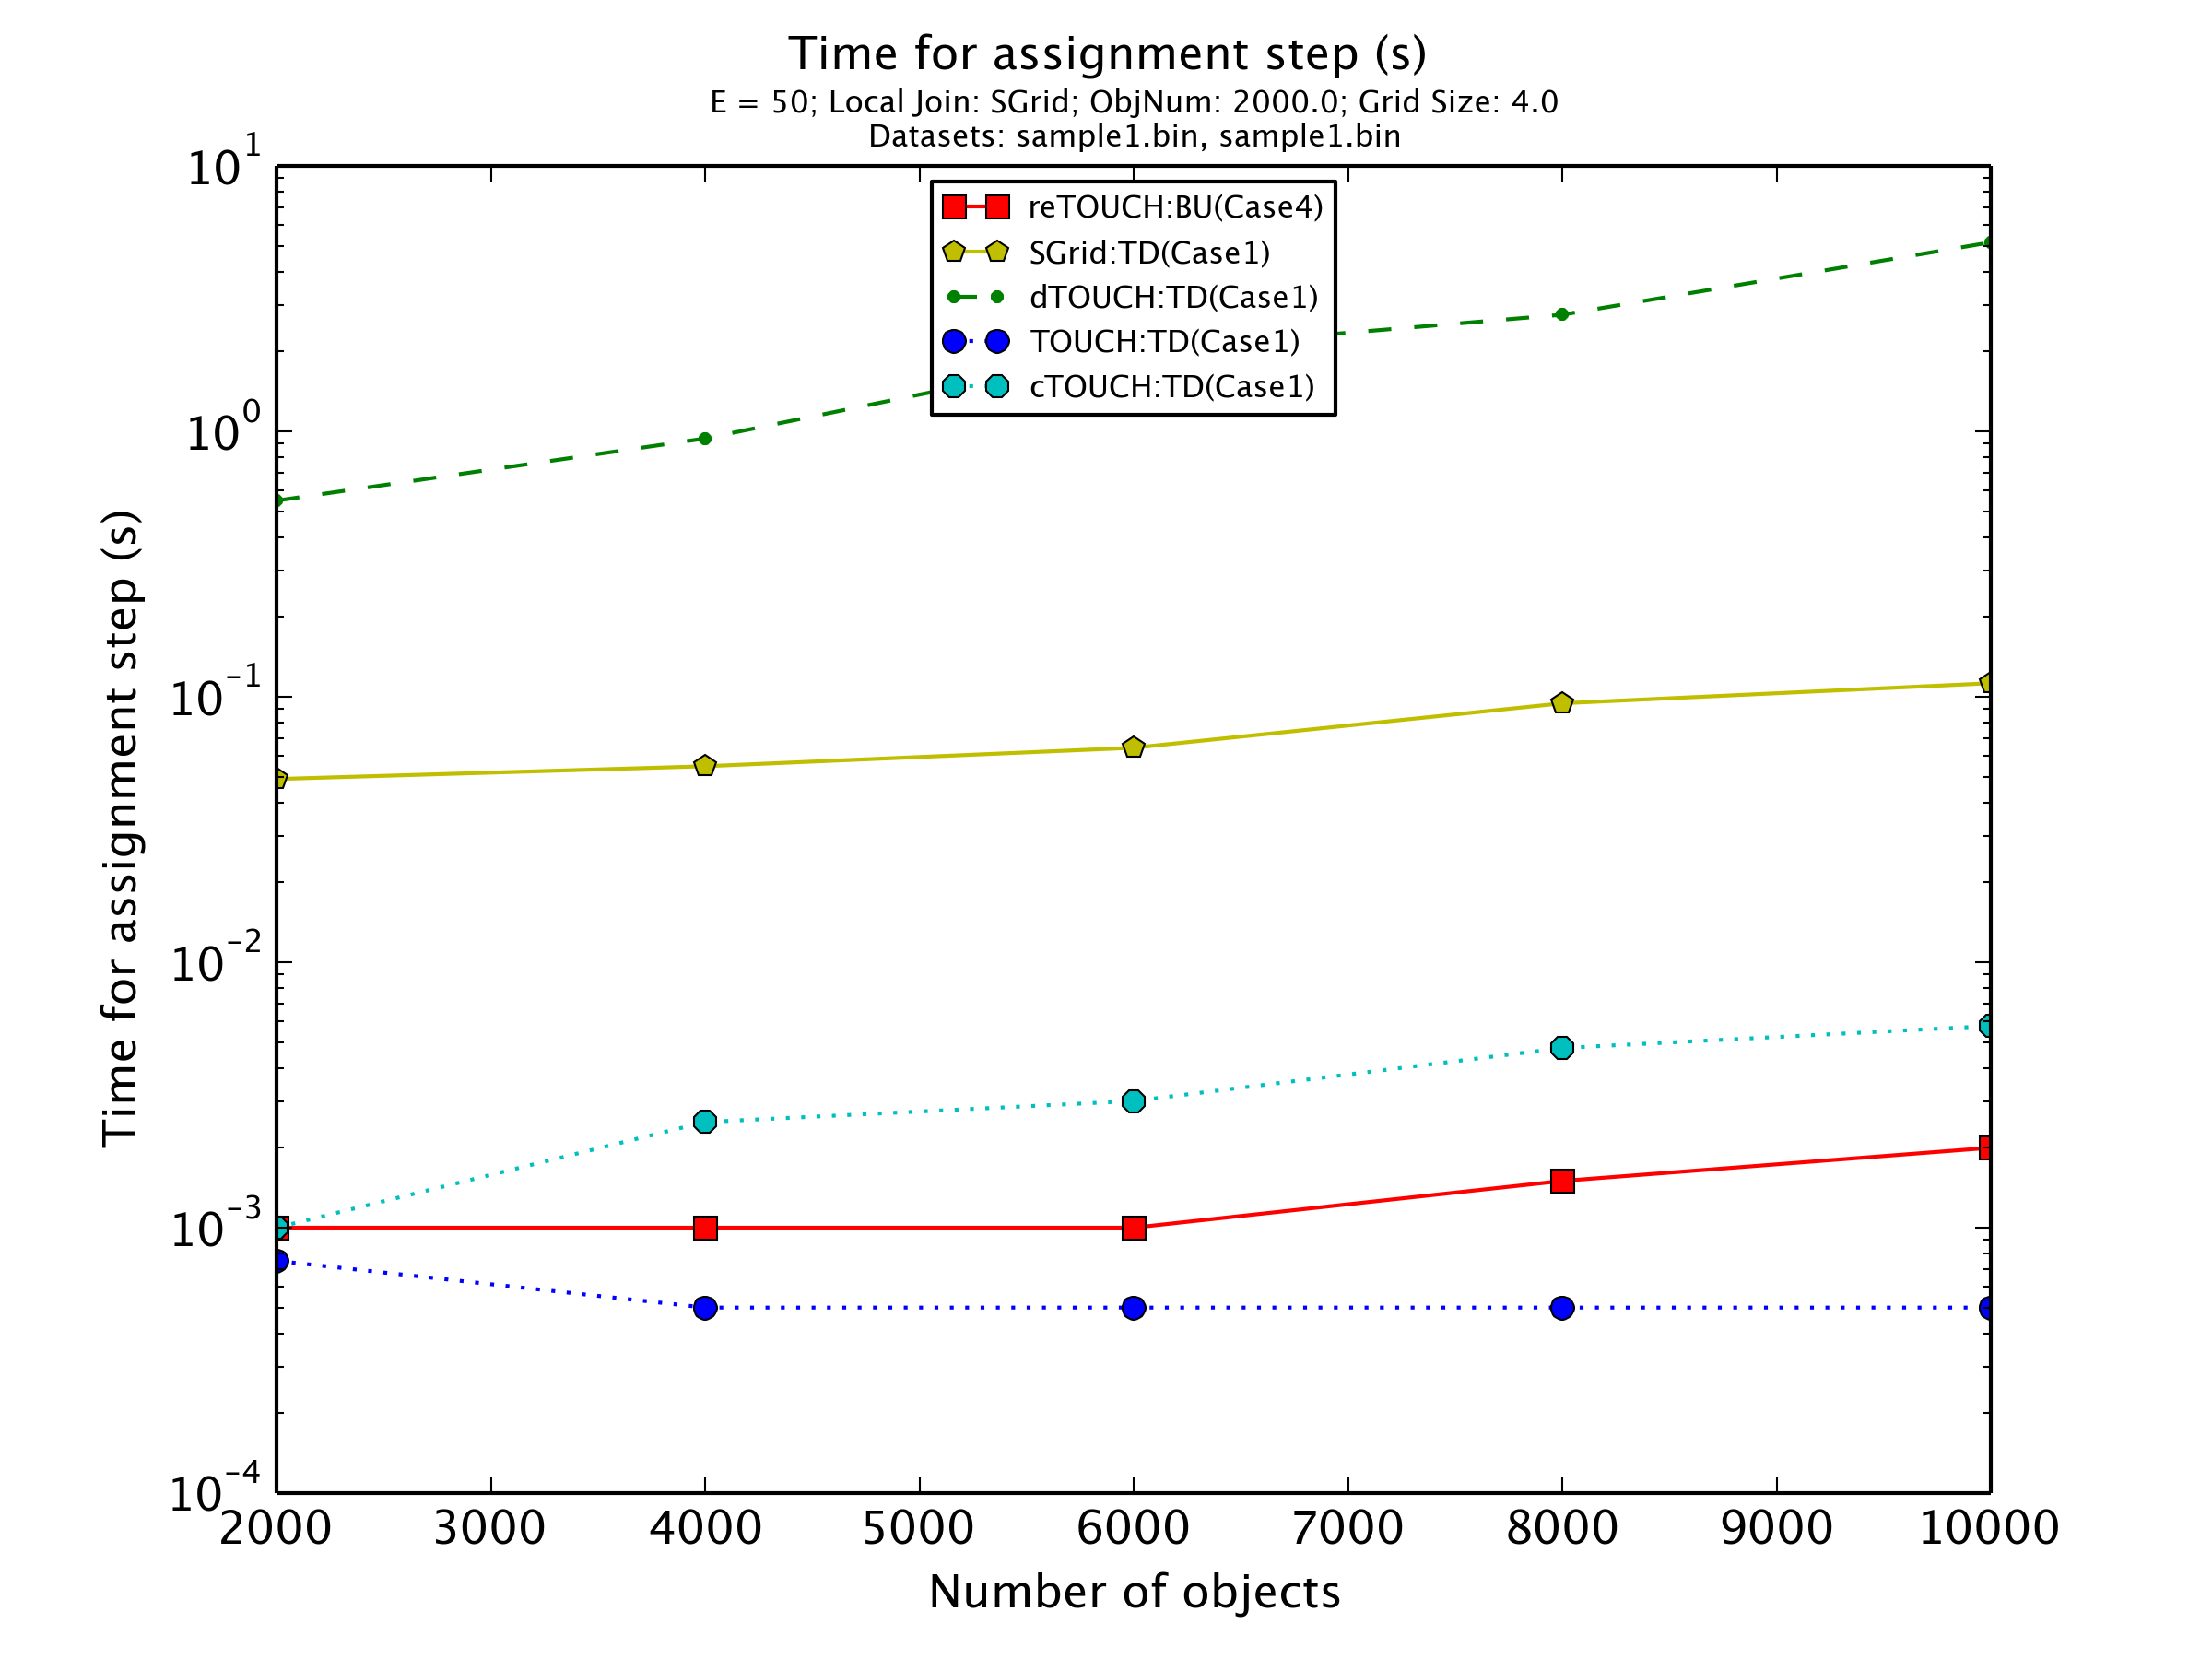 Time for assignment step (s)
E = 50; Local Join: SGrid; ObjNum: 2000.0; Grid Size: 4.0
Datasets: sample1.bin, sample1.bin
reTOUCH:BU(Case4)
SGrid:TD(Case1)
dTOUCH:TD(Case1)
TOUCH:TD(Case1)
cTOUCH:TD(Case1)
Time for assignment step (s)
10^1
10^0
10^-1
10^-2
10^-3
10^-4
2000 3000 4000 5000 6000 7000 8000 9000 10000
Number of objects